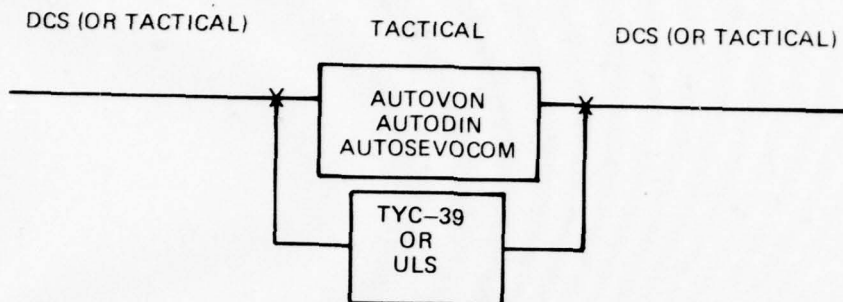 DCS (OR TACTICAL)
TACTICAL
DCS (OR TACTICAL)
AUTOVON
AUTODIN
AUTOSEVOCOM
TYC-39
OR
ULS